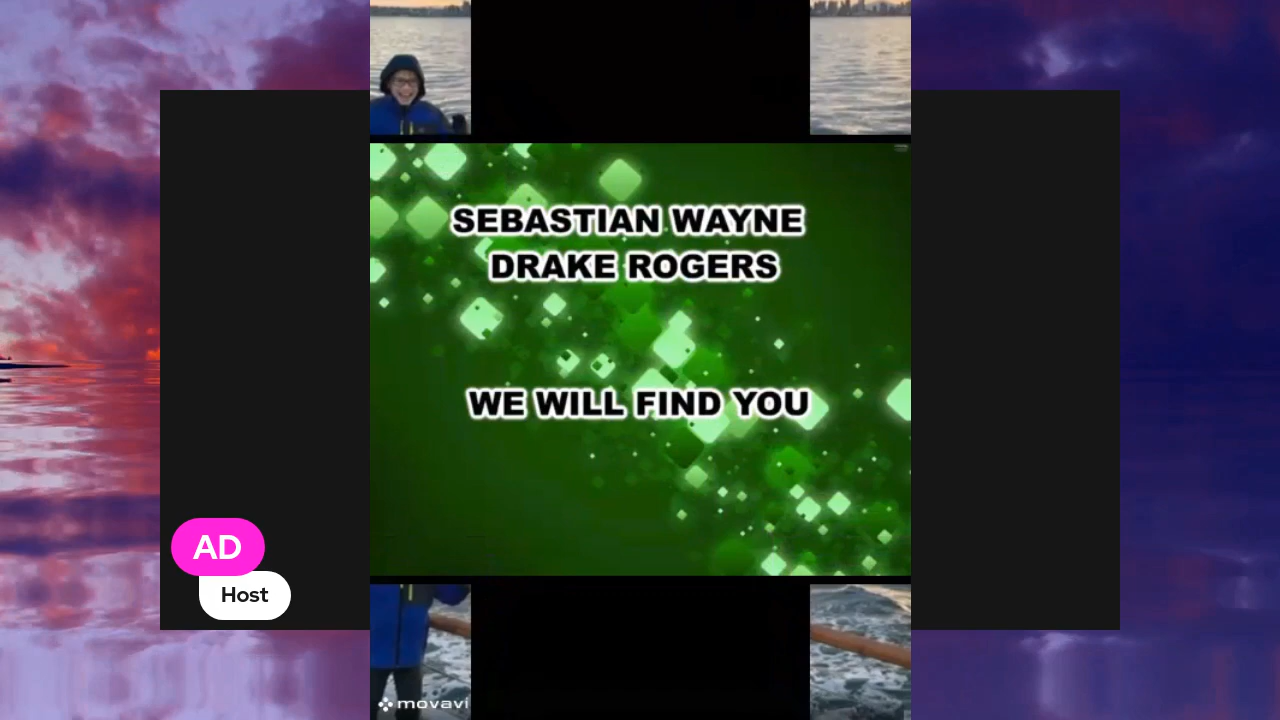 SEBASTIAN WAYNE
DRAKE ROGERS
WE WILL FIND YOU
AD
Host
movavi